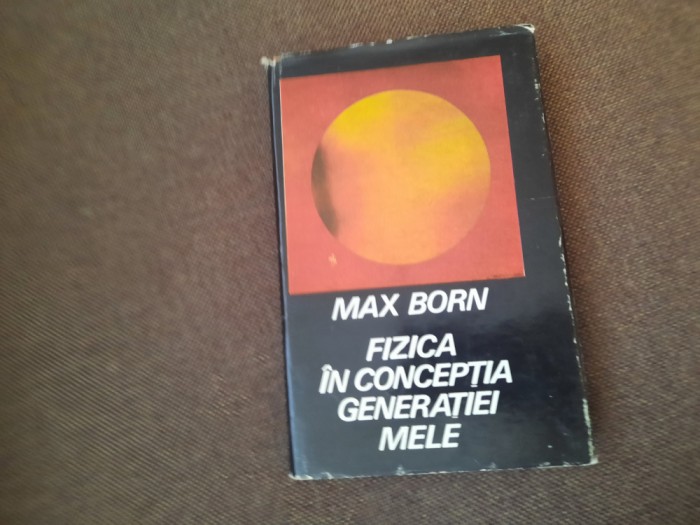 MAX BORN
FIZICA
ÎN CONCEPȚIA
GENERAȚIEI
MELE